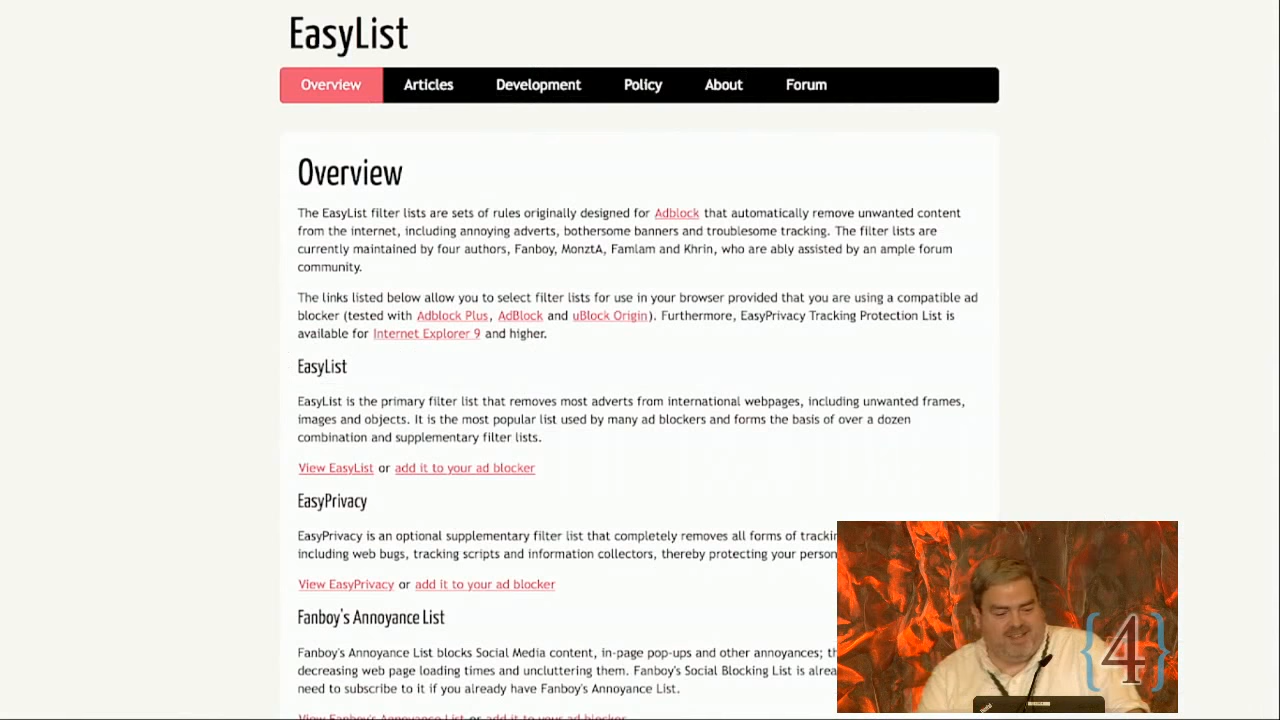 EasyList
Overview Articles Development Policy About Forum
Overview
The EasyList filter lists are sets of rules originally designed for Adblock that automatically remove unwanted content
from the internet, including annoying adverts, bothersome banners and troublesome tracking. The filter lists are
currently maintained by four authors, Fanboy, MonztA, Famlam and Khrin, who are ably assisted by an ample forum
community.
The links listed below allow you to select filter lists for use in your browser provided that you are using a compatible ad
blocker (tested with Adblock Plus, AdBlock and uBlock Origin). Furthermore, EasyPrivacy Tracking Protection List is
available for Internet Explorer 9 and higher.
EasyList
EasyList is the primary filter list that removes most adverts from international webpages, including unwanted frames,
images and objects. It is the most popular list used by many ad blockers and forms the basis of over a dozen
combination and supplementary filter lists.
View EasyList or add it to your ad blocker
EasyPrivacy
EasyPrivacy is an optional supplementary filter list that completely removes all forms of
including web bugs, tracking scripts and information collectors, thereby protecting your
View EasyPrivacy or add it to your ad blocker
Fanboy's Annoyance List
Fanboy's Annoyance List blocks Social Media content, in-page pop-ups and other annoyances;
decreasing web page loading times and uncluttering them. Fanboy's Social Blocking List is
need to subscribe to it if you already have Fanboy's Annoyance List.
View Fanboy's Annoyance List or add it to your ad blocker
{4}